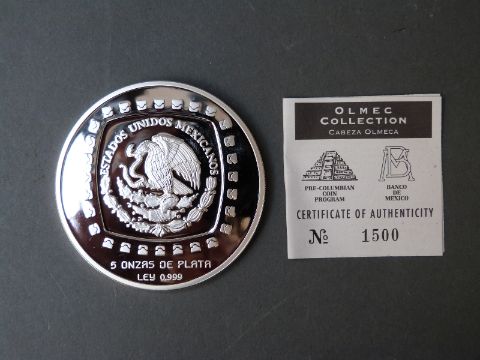 ESTADOS UNIDOS MEXICANOS
5 ONZAS DE PLATA
LEY 0.999
OLMEC
COLLECTION
CABEZA OLMECA
PRE-COLUMBIAN
COIN
PROGRAM
BANCO
DE
MEXICO
CERTIFICATE OF AUTHENTICITY
№ 1500